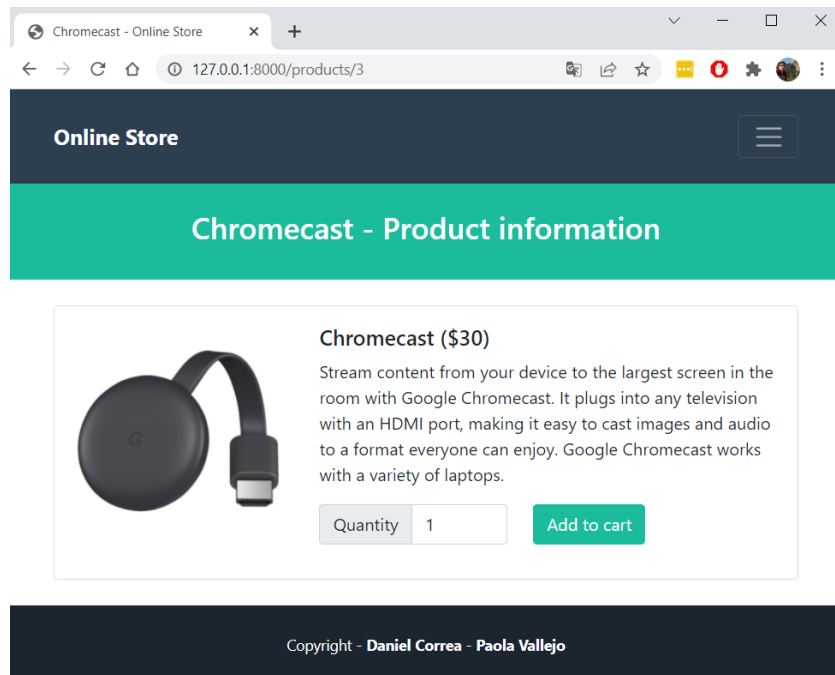 Chromecast - Online Store
127.0.0.1:8000/products/3
Online Store
Chromecast - Product information
Chromecast ($30)
Stream content from your device to the largest screen in the
room with Google Chromecast. It plugs into any television
with an HDMI port, making it easy to cast images and audio
to a format everyone can enjoy. Google Chromecast works
with a variety of laptops.
Quantity 1 Add to cart
Copyright - Daniel Correa - Paola Vallejo